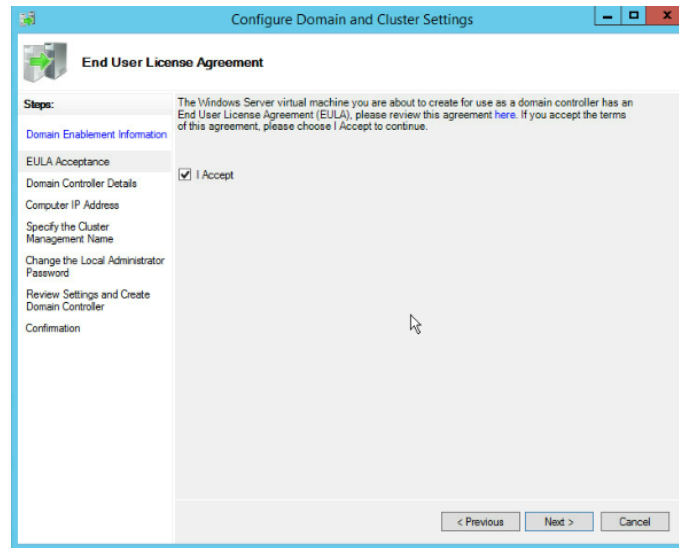 Configure Domain and Cluster Settings
End User License Agreement
Steps:
Domain Enablement Information
EULA Acceptance
Domain Controller Details
Computer IP Address
Specify the Cluster
Management Name
Change the Local Administrator
Password
Review Settings and Create
Domain Controller
Confirmation
The Windows Server virtual machine you are about to create for use as a domain controller has an
End User License Agreement (EULA), please review this agreement here. If you accept the terms
of this agreement, please choose I Accept to continue.
I Accept
< Previous
Next >
Cancel